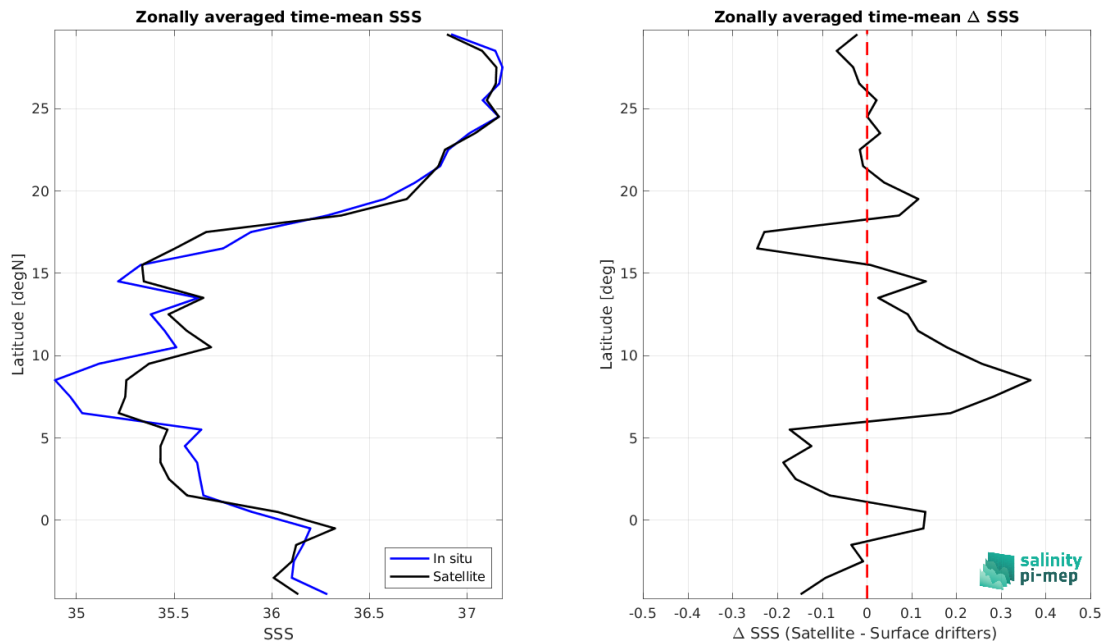 Zonally averaged time-mean SSS
Latitude [degN]
25
20
15
10
5
0
35
35.5
36
36.5
37
SSS
In situ
Satellite
Zonally averaged time-mean Δ SSS
Latitude [deg]
25
20
15
10
5
0
-0.5
-0.4
-0.3
-0.2
-0.1
0
0.1
0.2
0.3
0.4
0.5
Δ SSS (Satellite - Surface drifters)
salinity
pi-mep